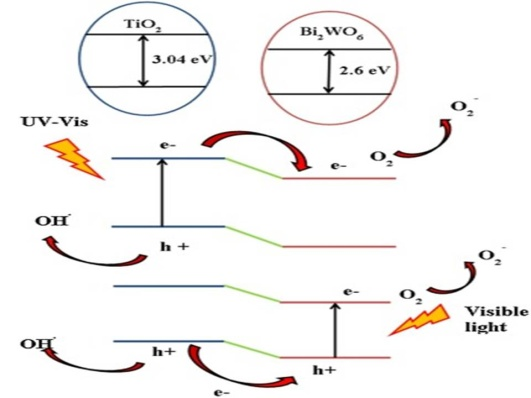 TiO₂
3.04 eV
Bi₂WO₆
2.6 eV
UV-Vis
e-
e-
O₂
O₂⁻
OH˙
h +
e-
O₂
O₂⁻
Visible
light
OH˙
h+
h+
e-